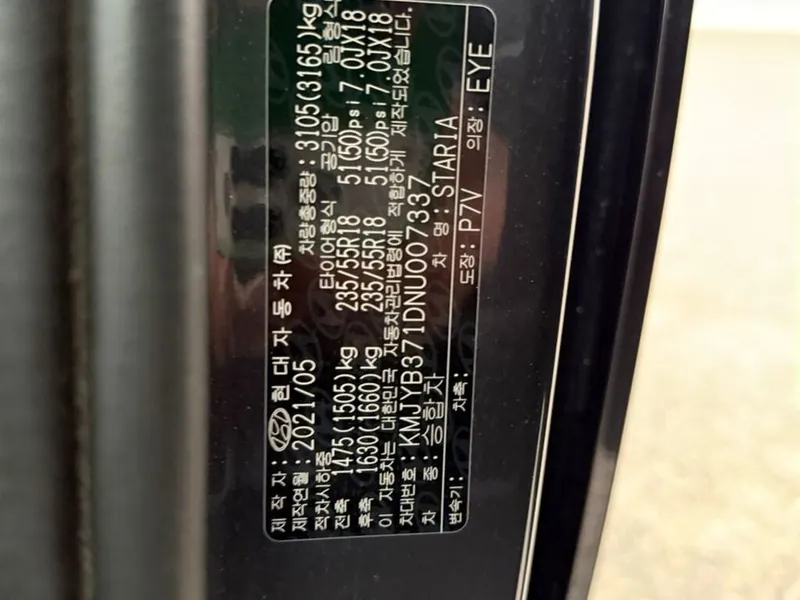 제 작 자 : 현 대 자 동 차 (주)
제작연월 : 2021/05 차량총중량 : 3105(3165)kg
적차시하중 타이어형식 공기압 림형식
전축 1475(1505)kg 235/55R18 51(50)psi 7.0JX18
후축 1630(1660)kg 235/55R18 51(50)psi 7.0JX18
이 자동차는 대한민국 자동차관리법령에 적합하게 제작되었습니다.
차대번호 : KMJYB371DNU007337
차 종 : 승합차 차 명 : STARIA
변속기 : 차축 : 도장 : P7V 의장 : EYE